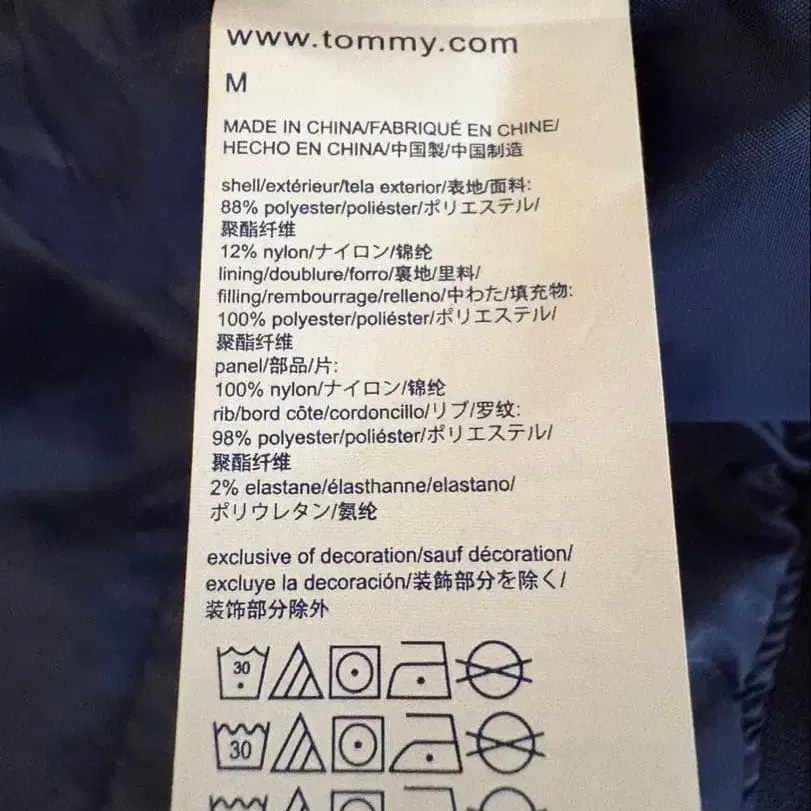 www.tommy.com
M
MADE IN CHINA/FABRIQUÉ EN CHINE/
HECHO EN CHINA/中国製/中国制造
shell/extérieur/tela exterior/表地/面料:
88% polyester/poliéster/ポリエステル/
聚酯纤维
12% nylon/ナイロン/锦纶
lining/doublure/forro/裏地/里料/
filling/rembourrage/relleno/中わた/填充物:
100% polyester/poliéster/ポリエステル/
聚酯纤维
panel/部品/片:
100% nylon/ナイロン/锦纶
rib/bord côte/cordoncillo/リブ/罗纹:
98% polyester/poliéster/ポリエステル/
聚酯纤维
2% elastane/élasthanne/elastano/
ポリウレタン/氨纶
exclusive of decoration/sauf décoration/
excluye la decoración/装飾部分を除く/
装饰部分除外
30
30